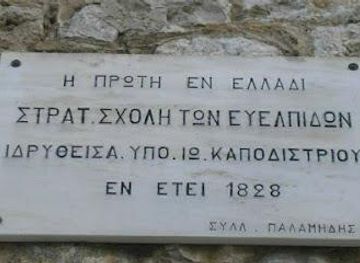 Η ΠΡΩΤΗ ΕΝ ΕΛΛΑΔΙ
ΣΤΡΑΤ. ΣΧΟΛΗ ΤΩΝ ΕΥΕΛΠΙΔΩΝ
ΙΔΡΥΘΕΙΣΑ. ΥΠΟ. ΙΩ. ΚΑΠΟΔΙΣΤΡΙΟΥ
ΕΝ ΕΤΕΙ 1828
ΣΥΛΛ. ΠΑΛΑΜΗΔΗΣ